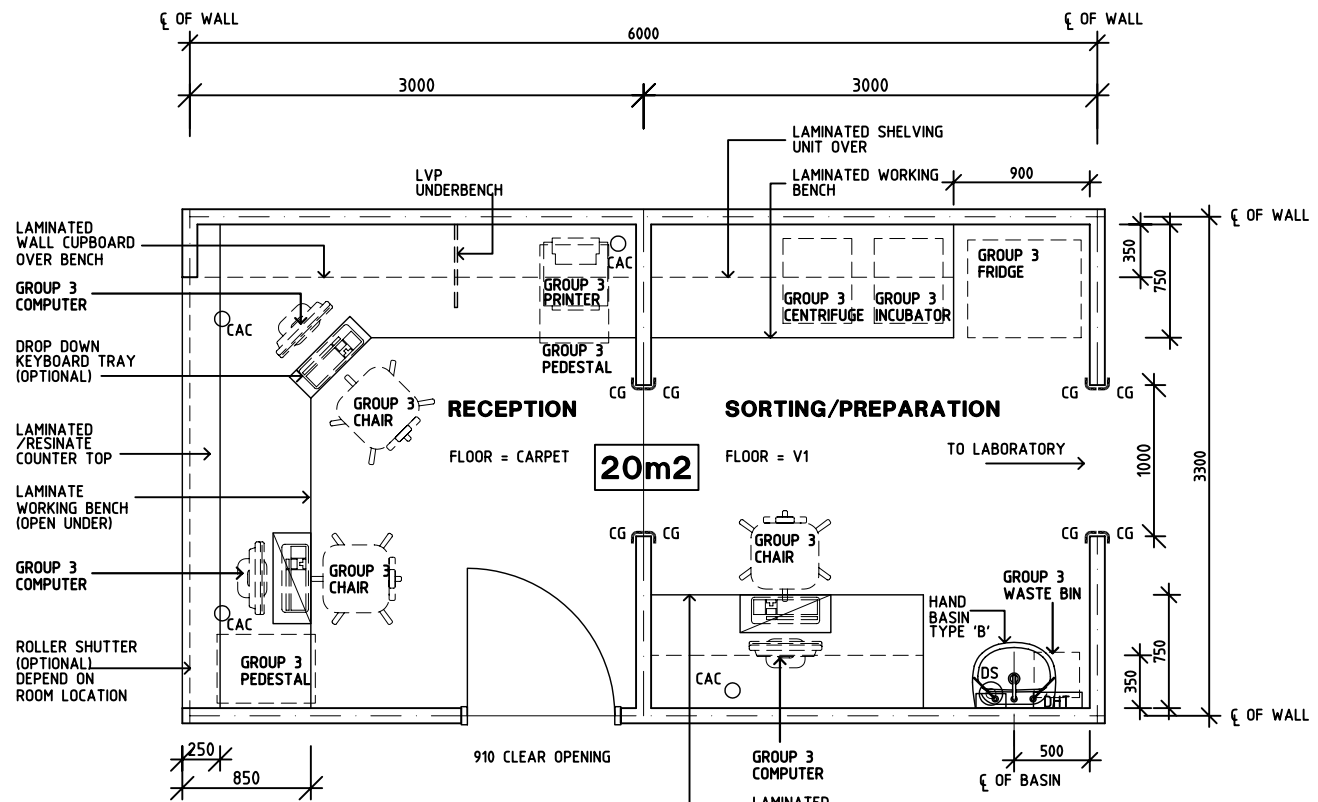 ℄ OF WALL
℄ OF WALL
6000
3000
3000
LAMINATED SHELVING
UNIT OVER
LVP
UNDERBENCH
LAMINATED WORKING
BENCH
900
℄ OF WALL
LAMINATED
WALL CUPBOARD
OVER BENCH
350
750
GROUP 3
FRIDGE
CAC
GROUP 3
COMPUTER
GROUP 3
PRINTER
GROUP 3
CENTRIFUGE
GROUP 3
INCUBATOR
CAC
DROP DOWN
KEYBOARD TRAY
(OPTIONAL)
GROUP 3
PEDESTAL
CG
CG
CG
CG
GROUP 3
CHAIR
RECEPTION
SORTING/PREPARATION
LAMINATED
/RESINATE
COUNTER TOP
FLOOR = CARPET
20m2
FLOOR = V1
TO LABORATORY
1000
3300
LAMINATE
WORKING BENCH
(OPEN UNDER)
CG
CG
CG
CG
GROUP 3
CHAIR
GROUP 3
COMPUTER
GROUP 3
CHAIR
GROUP 3
WASTE BIN
HAND
BASIN
TYPE 'B'
CAC
ROLLER SHUTTER
(OPTIONAL)
DEPEND ON
ROOM LOCATION
GROUP 3
PEDESTAL
CAC
DS
DHT
750
350
℄ OF WALL
250
850
910 CLEAR OPENING
GROUP 3
COMPUTER
500
℄ OF BASIN
LAMINATED